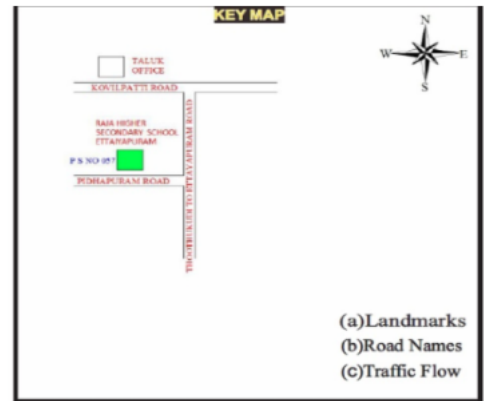 KEY MAP
N
W
E
S
TALUK
OFFICE
KOVILPATTI ROAD
RAJA HIGHER
SECONDARY SCHOOL
ETTAYAPURAM
P S NO 057
PIDHAPURAM ROAD
THOOTHUKUDI TO ETTAYAPURAM ROAD
(a)Landmarks
(b)Road Names
(c)Traffic Flow